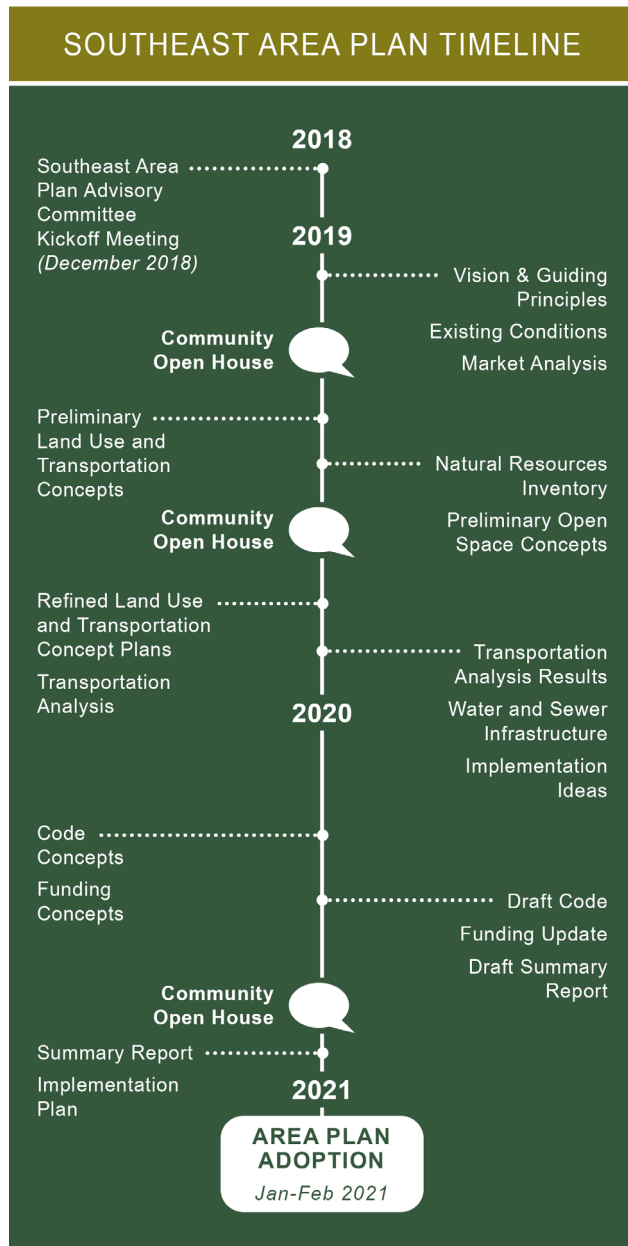 SOUTHEAST AREA PLAN TIMELINE
2018
Southeast Area
Plan Advisory
Committee
Kickoff Meeting
(December 2018)
2019
Vision & Guiding
Principles
Existing Conditions
Market Analysis
Community
Open House
Preliminary
Land Use and
Transportation
Concepts
Natural Resources
Inventory
Preliminary Open
Space Concepts
Community
Open House
Refined Land Use
and Transportation
Concept Plans
Transportation
Analysis
Transportation
Analysis Results
Water and Sewer
Infrastructure
Implementation
Ideas
2020
Code
Concepts
Funding
Concepts
Draft Code
Funding Update
Draft Summary
Report
Community
Open House
Summary Report
Implementation
Plan
2021
AREA PLAN
ADOPTION
Jan-Feb 2021